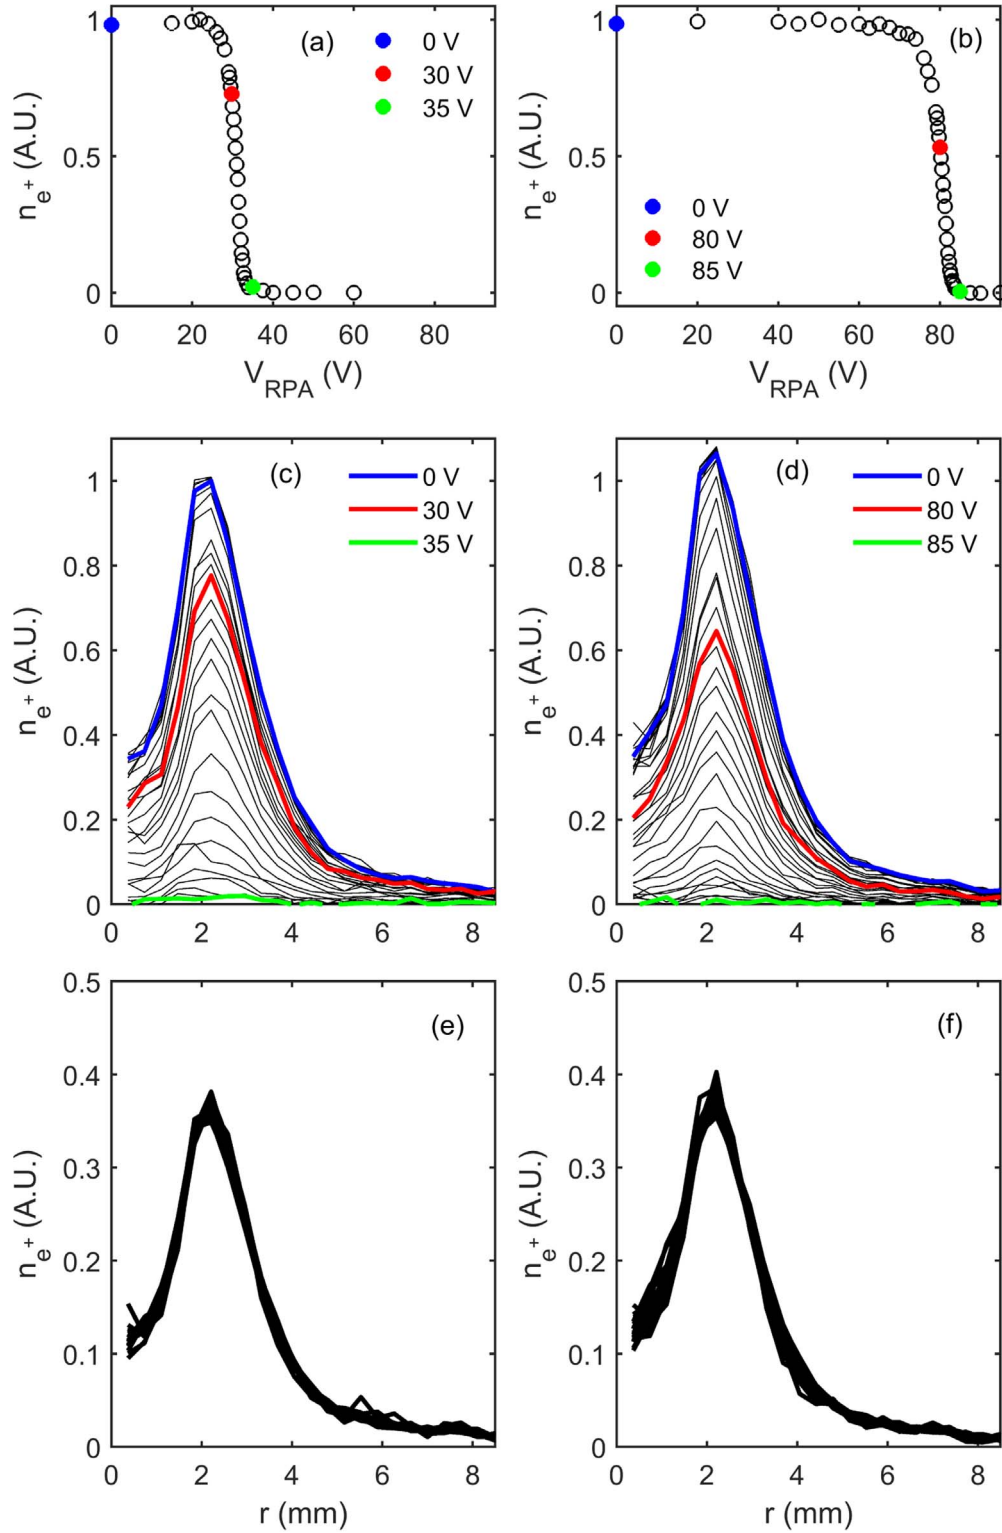 (a)
0 V
30 V
35 V
n_e+ (A.U.)
1
0.5
0
0 20 40 60 80
V_RPA (V)
(b)
0 V
80 V
85 V
n_e+ (A.U.)
1
0.5
0
0 20 40 60 80
V_RPA (V)
(c)
0 V
30 V
35 V
n_e+ (A.U.)
1
0.8
0.6
0.4
0.2
0
0 2 4 6 8
(d)
0 V
80 V
85 V
n_e+ (A.U.)
1
0.8
0.6
0.4
0.2
0
0 2 4 6 8
(e)
n_e+ (A.U.)
0.5
0.4
0.3
0.2
0.1
0
0 2 4 6 8
r (mm)
(f)
n_e+ (A.U.)
0.5
0.4
0.3
0.2
0.1
0
0 2 4 6 8
r (mm)